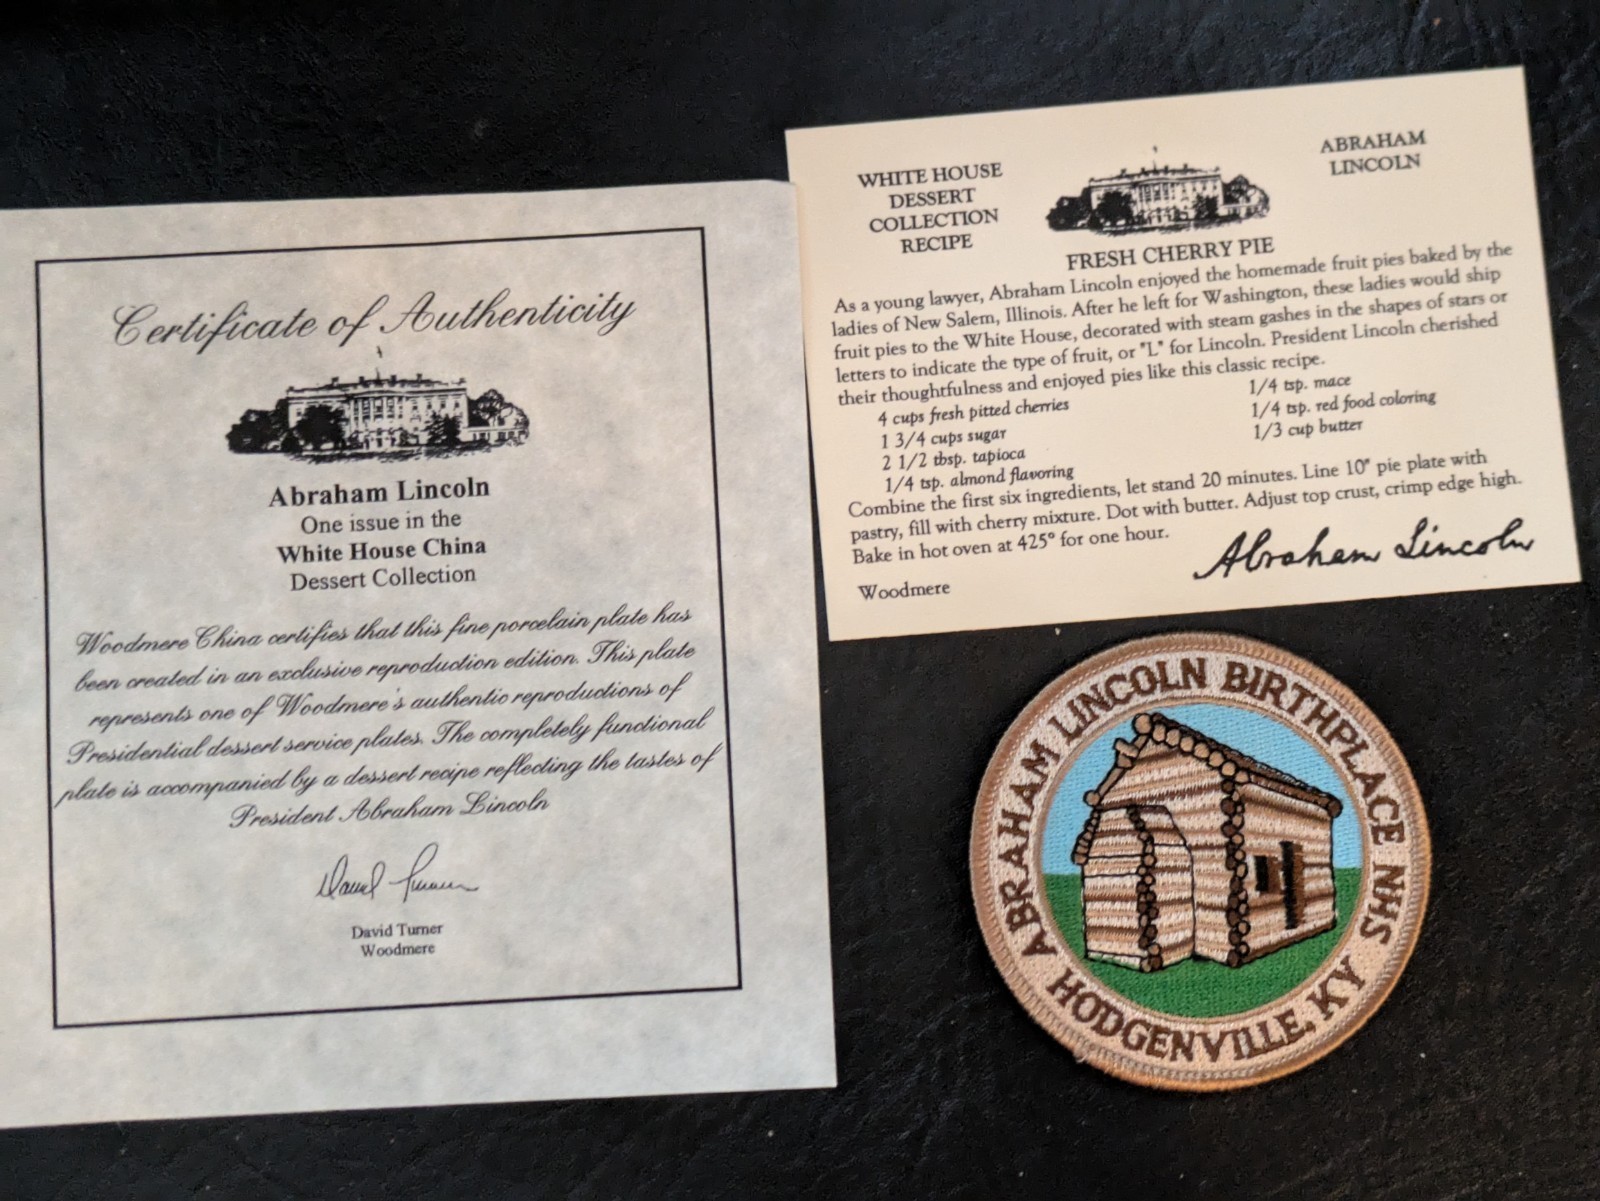 Certificate of Authenticity
Abraham Lincoln
One issue in the
White House China
Dessert Collection
Woodmere China certifies that this fine porcelain plate has
been created in an exclusive reproduction edition. This plate
represents one of Woodmere's authentic reproductions of
Presidential dessert service plates. The completely functional
plate is accompanied by a dessert recipe reflecting the tastes of
President Abraham Lincoln
David Turner
David Turner
Woodmere
WHITE HOUSE
DESSERT
COLLECTION
RECIPE
ABRAHAM
LINCOLN
FRESH CHERRY PIE
As a young lawyer, Abraham Lincoln enjoyed the homemade fruit pies baked by the
ladies of New Salem, Illinois. After he left for Washington, these ladies would ship
fruit pies to the White House, decorated with steam gashes in the shapes of stars or
letters to indicate the type of fruit, or "L" for Lincoln. President Lincoln cherished
their thoughtfulness and enjoyed pies like this classic recipe.
4 cups fresh pitted cherries
1 3/4 cups sugar
2 1/2 tbsp. tapioca
1/4 tsp. almond flavoring
1/4 tsp. mace
1/4 tsp. red food coloring
1/3 cup butter
Combine the first six ingredients, let stand 20 minutes. Line 10" pie plate with
pastry, fill with cherry mixture. Dot with butter. Adjust top crust, crimp edge high.
Bake in hot oven at 425° for one hour.
Abraham Lincoln
Woodmere
ABRAHAM LINCOLN BIRTHPLACE NHS
HODGENVILLE, KY